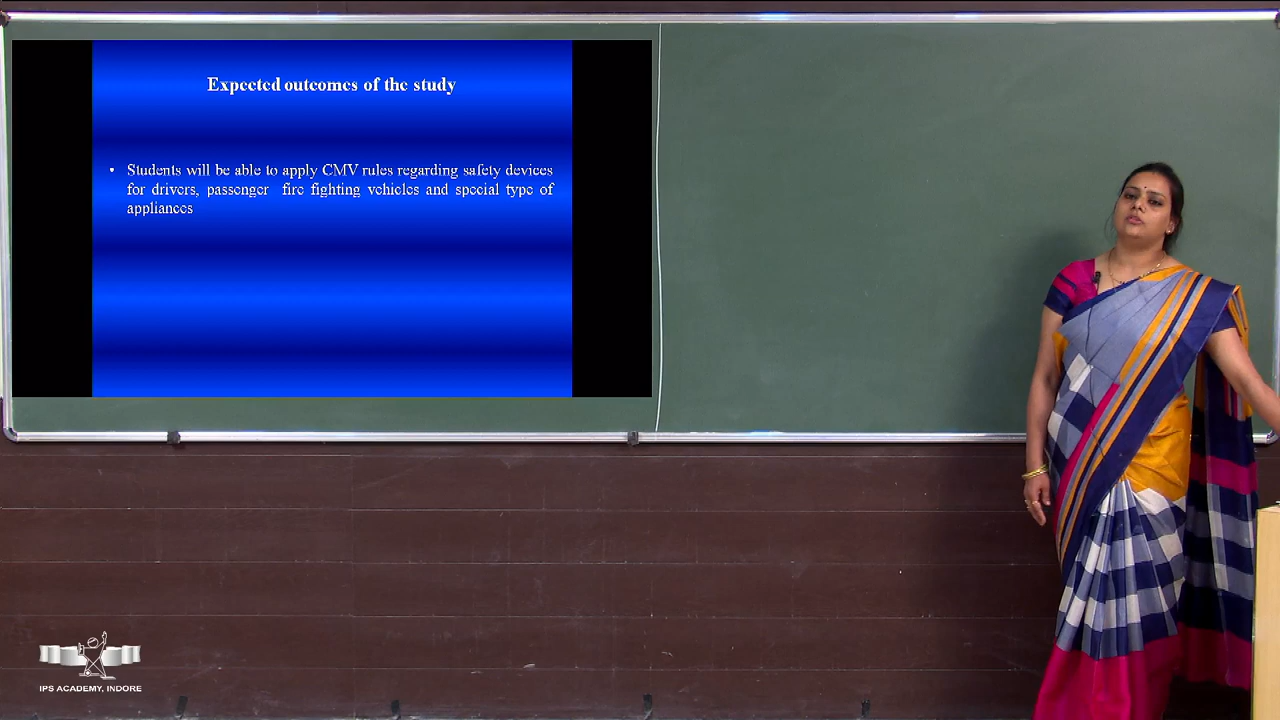 Expected outcomes of the study
• Students will be able to apply CMV rules regarding safety devices
for drivers, passenger fire fighting vehicles and special type of
appliances
IPS ACADEMY, INDORE